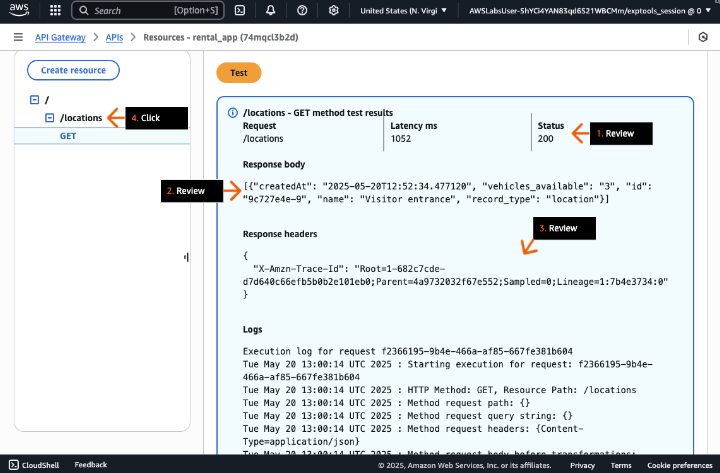 aws
Search
[Option+S]
United States (N. Virgi
AWSLabsUser-5hYCi4YAN83qd6S21WBCMm/exptools_session @ 0
API Gateway > APIs > Resources - rental_app (74mqcl3b2d)
Create resource
/
/locations
4. Click
GET
Test
/locations - GET method test results
Request
/locations
Latency ms
1052
Status
200
1. Review
Response body
2. Review
[{"createdAt": "2025-05-20T12:52:34.477120", "vehicles_available": "3", "id":
"9c727e4e-9", "name": "Visitor entrance", "record_type": "location"}]
3. Review
Response headers
{
"X-Amzn-Trace-Id": "Root=1-682c7cde-
d7d640c66efb5b0b2e101eb0;Parent=4a9732032f67e552;Sampled=0;Lineage=1:7b4e3734:0"
}
Logs
Execution log for request f2366195-9b4e-466a-af85-667fe381b604
Tue May 20 13:00:14 UTC 2025 : Starting execution for request: f2366195-9b4e-
466a-af85-667fe381b604
Tue May 20 13:00:14 UTC 2025 : HTTP Method: GET, Resource Path: /locations
Tue May 20 13:00:14 UTC 2025 : Method request path: {}
Tue May 20 13:00:14 UTC 2025 : Method request query string: {}
Tue May 20 13:00:14 UTC 2025 : Method request headers: {Content-
Type=application/json}
Tue May 20 13:00:14 UTC 2025 : Method request body before transformations:
CloudShell
Feedback
© 2025, Amazon Web Services, Inc. or its affiliates.
Privacy
Terms
Cookie preferences